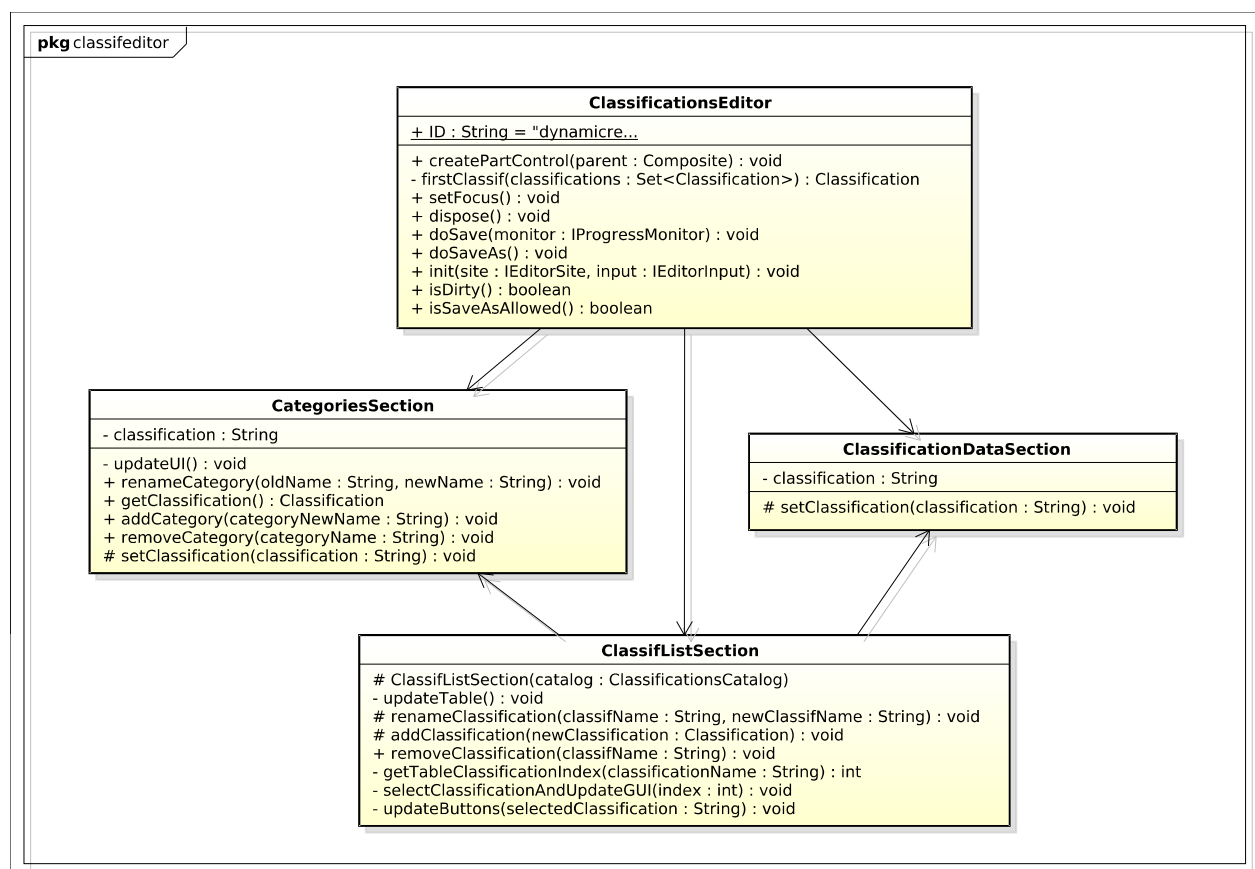 pkg classifeditor
ClassificationsEditor
+ ID : String = "dynamicre...
+ createPartControl(parent : Composite) : void
- firstClassif(classifications : Set<Classification>) : Classification
+ setFocus() : void
+ dispose() : void
+ doSave(monitor : IProgressMonitor) : void
+ doSaveAs() : void
+ init(site : IEditorSite, input : IEditorInput) : void
+ isDirty() : boolean
+ isSaveAsAllowed() : boolean
CategoriesSection
- classification : String
- updateUI() : void
+ renameCategory(oldName : String, newName : String) : void
+ getClassification() : Classification
+ addCategory(categoryNewName : String) : void
+ removeCategory(categoryName : String) : void
# setClassification(classification : String) : void
ClassificationDataSection
- classification : String
# setClassification(classification : String) : void
ClassifListSection
# ClassifListSection(catalog : ClassificationsCatalog)
- updateTable() : void
# renameClassification(classifName : String, newClassifName : String) : void
# addClassification(newClassification : Classification) : void
+ removeClassification(classifName : String) : void
- getTableClassificationIndex(classificationName : String) : int
- selectClassificationAndUpdateGUI(index : int) : void
- updateButtons(selectedClassification : String) : void